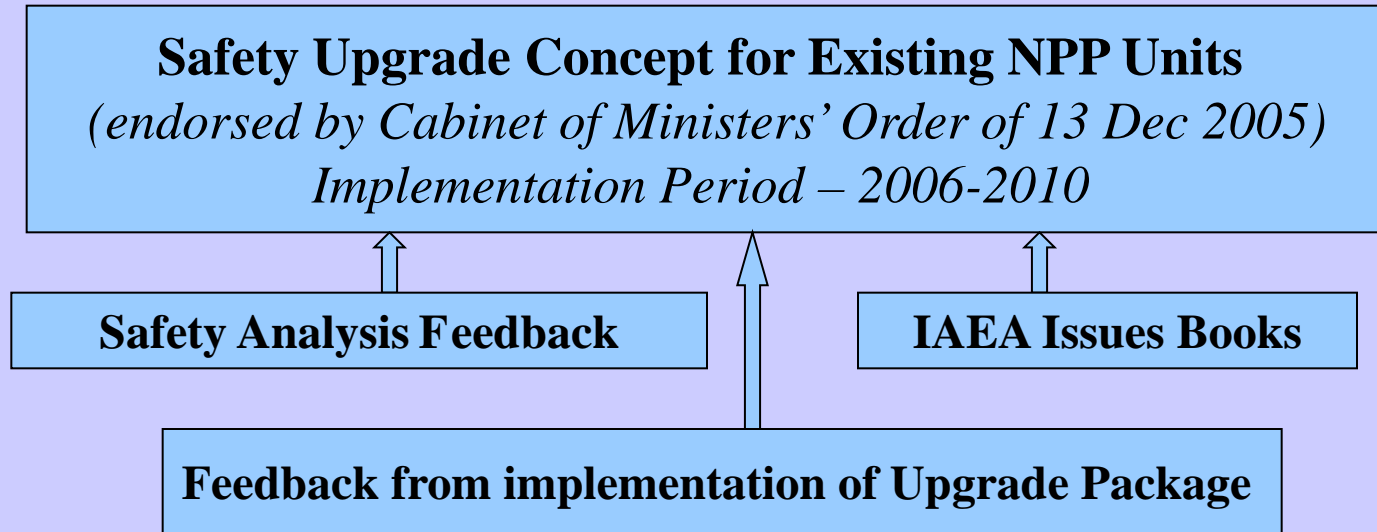 Safety Upgrade Concept for Existing NPP Units
(endorsed by Cabinet of Ministers’ Order of 13 Dec 2005)
Implementation Period – 2006-2010
Safety Analysis Feedback
IAEA Issues Books
Feedback from implementation of Upgrade Package